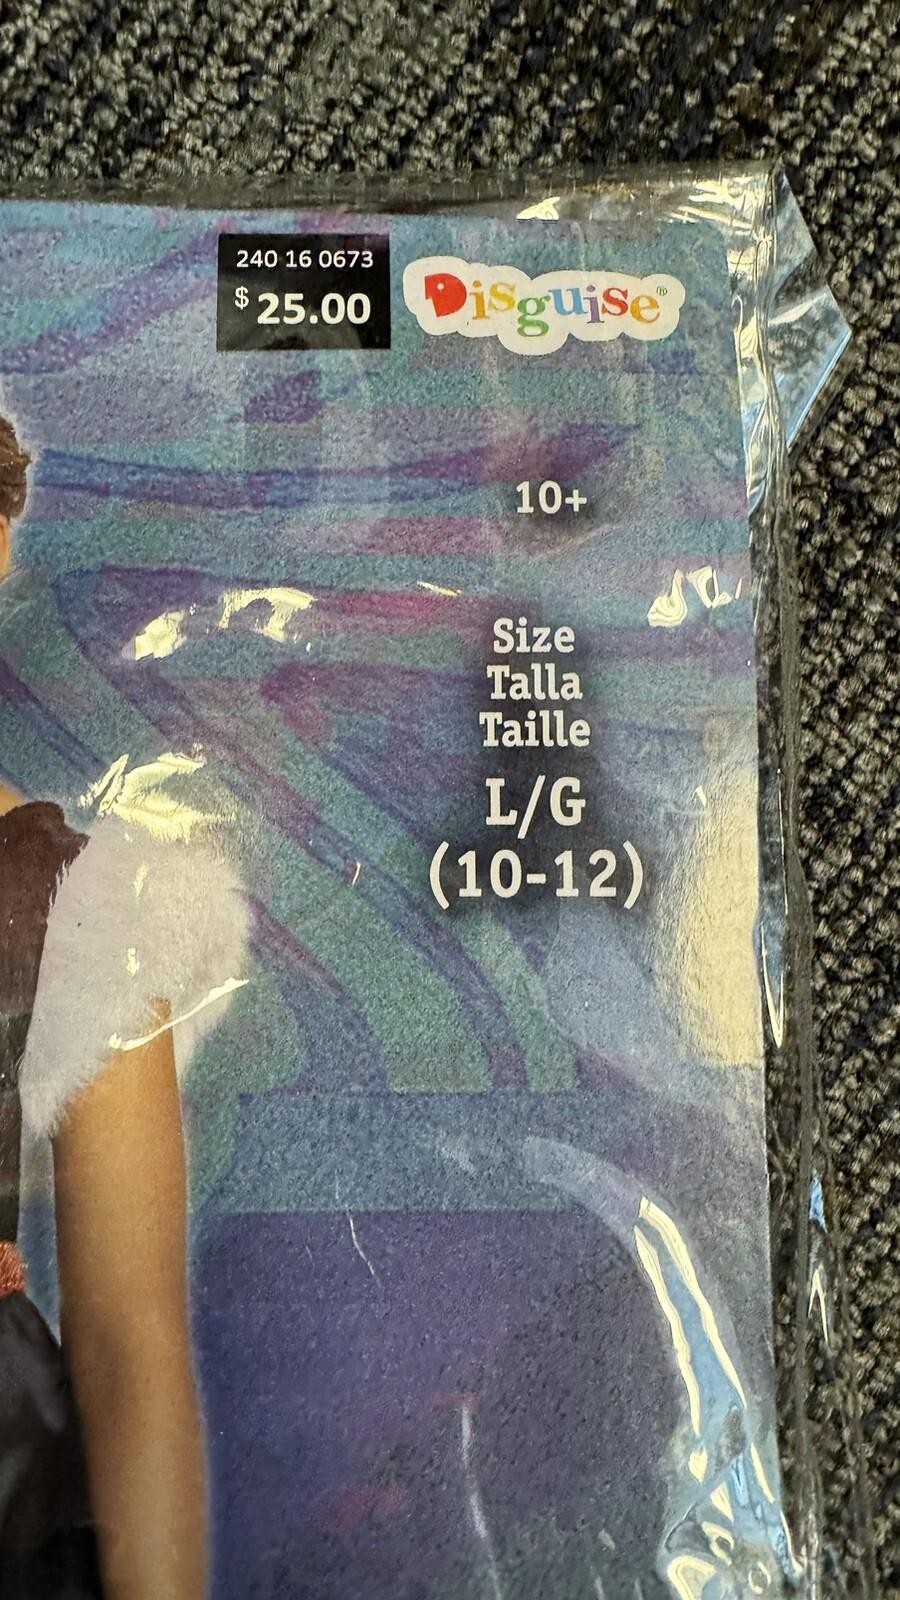 240 16 0673
$ 25.00
Disguise®
10+
Size
Talla
Taille
L/G
(10-12)